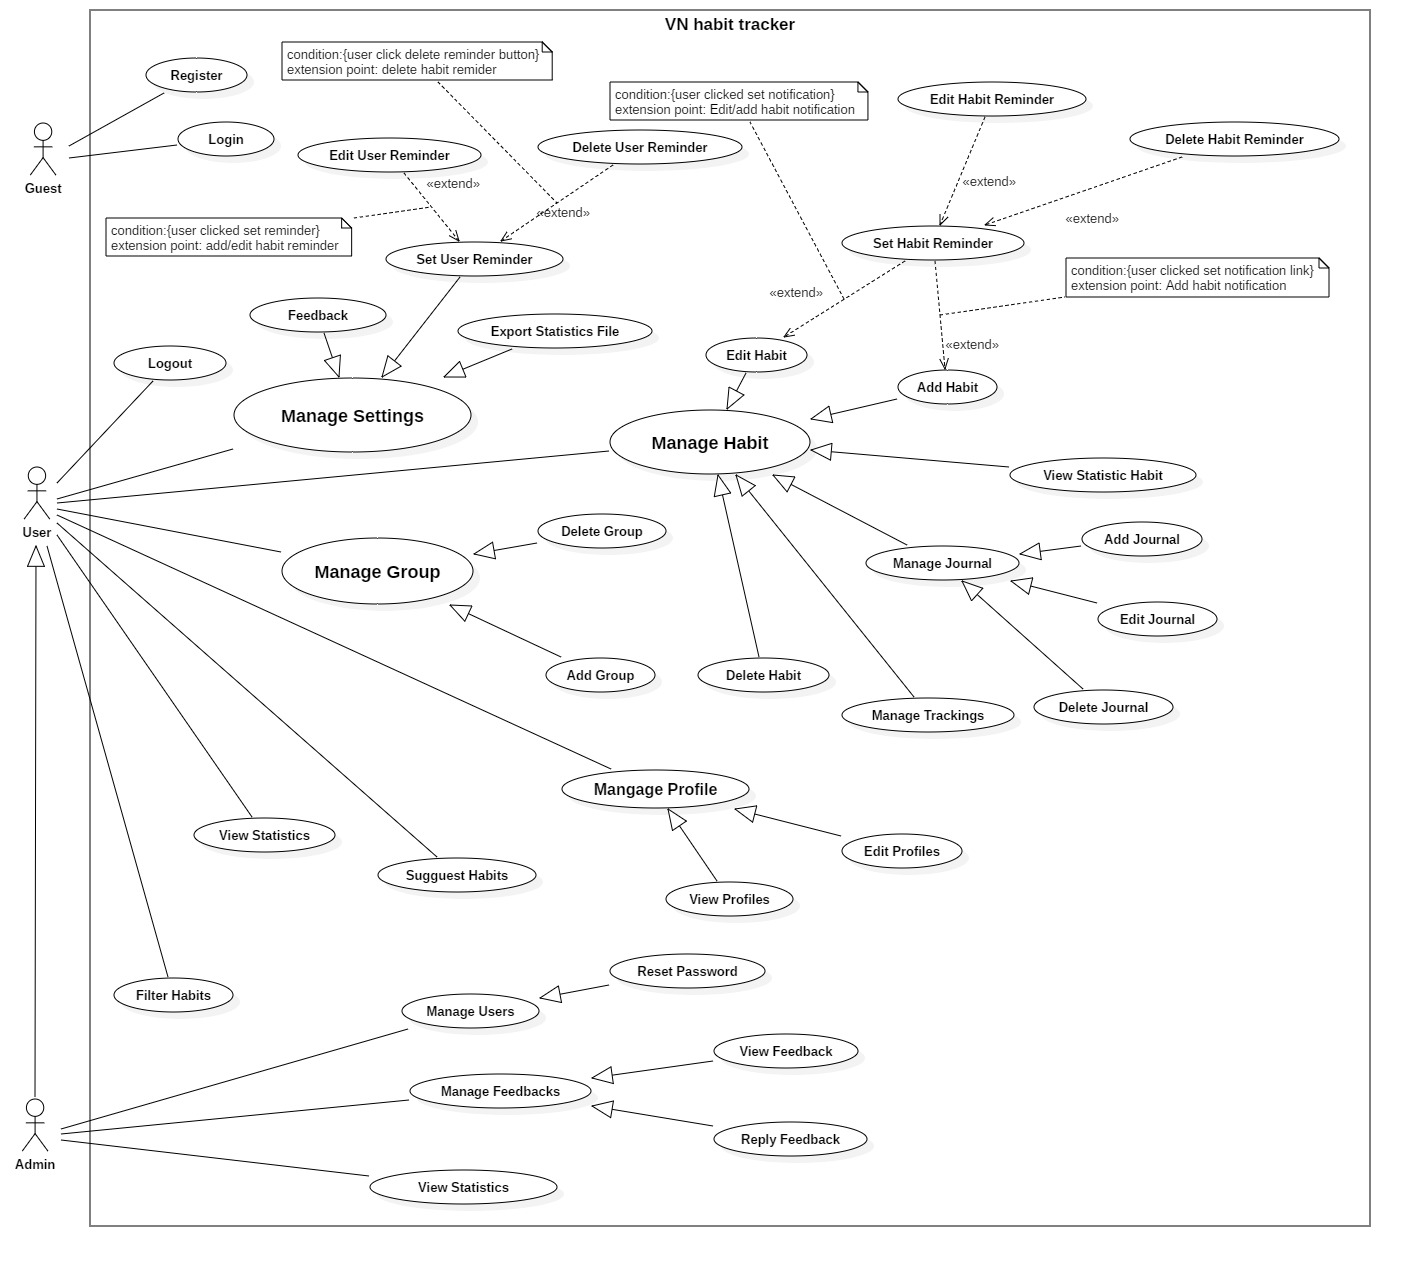 VN habit tracker
condition:{user click delete reminder button}
extension point: delete habit remider
Register
condition:{user clicked set notification}
extension point: Edit/add habit notification
Edit Habit Reminder
Login
Edit User Reminder
Delete User Reminder
Delete Habit Reminder
Guest
«extend»
«extend»
«extend»
«extend»
condition:{user clicked set reminder}
extension point: add/edit habit reminder
Set User Reminder
Set Habit Reminder
condition:{user clicked set notification link}
extension point: Add habit notification
«extend»
Feedback
Export Statistics File
«extend»
Logout
Edit Habit
Add Habit
Manage Settings
Manage Habit
View Statistic Habit
User
Delete Group
Add Journal
Manage Group
Manage Journal
Edit Journal
Add Group
Delete Habit
Manage Trackings
Delete Journal
Mangage Profile
View Statistics
Edit Profiles
Sugguest Habits
View Profiles
Reset Password
Filter Habits
Manage Users
View Feedback
Manage Feedbacks
Reply Feedback
Admin
View Statistics